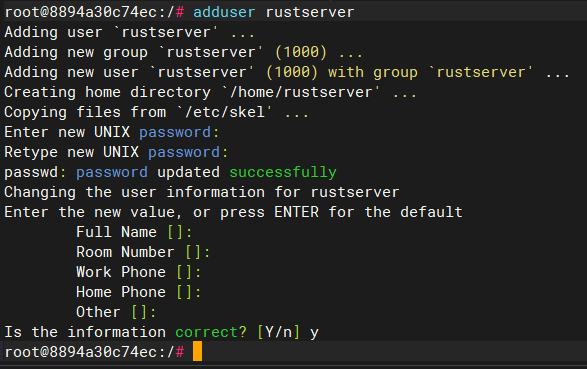 root@8894a30c74ec:/# adduser rustserver
Adding user `rustserver' ...
Adding new group `rustserver' (1000) ...
Adding new user `rustserver' (1000) with group `rustserver' ...
Creating home directory `/home/rustserver' ...
Copying files from `/etc/skel' ...
Enter new UNIX password:
Retype new UNIX password:
passwd: password updated successfully
Changing the user information for rustserver
Enter the new value, or press ENTER for the default
        Full Name []:
        Room Number []:
        Work Phone []:
        Home Phone []:
        Other []:
Is the information correct? [Y/n] y
root@8894a30c74ec:/#